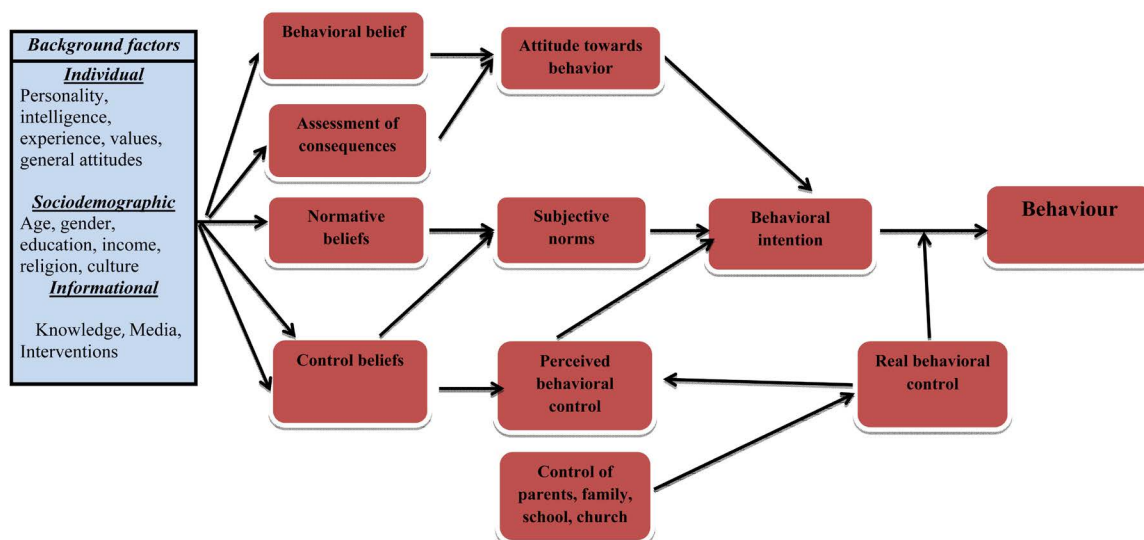 Background factors
Individual
Personality,
intelligence,
experience, values,
general attitudes
Sociodemographic
Age, gender,
education, income,
religion, culture
Informational
Knowledge, Media,
Interventions
Behavioral belief
Assessment of
consequences
Normative
beliefs
Control beliefs
Attitude towards
behavior
Subjective
norms
Perceived
behavioral
control
Control of
parents, family,
school, church
Behavioral
intention
Real behavioral
control
Behaviour